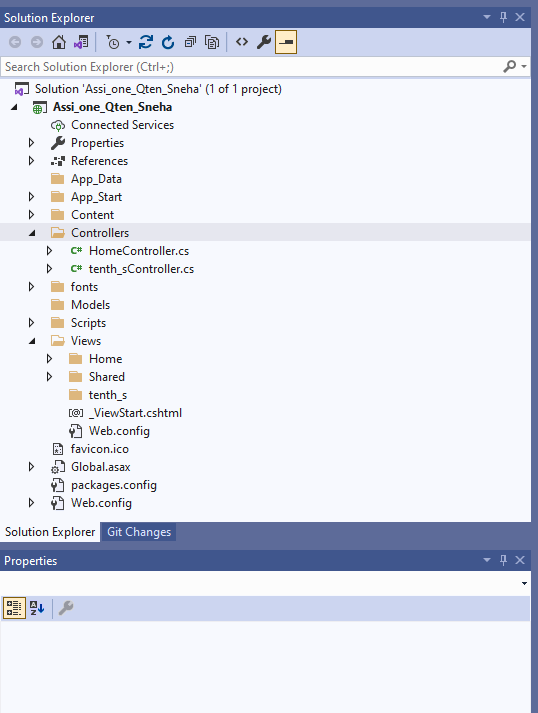 Solution Explorer
Search Solution Explorer (Ctrl+;)
Solution 'Assi_one_Qten_Sneha' (1 of 1 project)
Assi_one_Qten_Sneha
Connected Services
Properties
References
App_Data
App_Start
Content
Controllers
C# HomeController.cs
C# tenth_sController.cs
fonts
Models
Scripts
Views
Home
Shared
tenth_s
[@] _ViewStart.cshtml
Web.config
favicon.ico
Global.asax
packages.config
Web.config
Solution Explorer Git Changes
Properties
A
Z